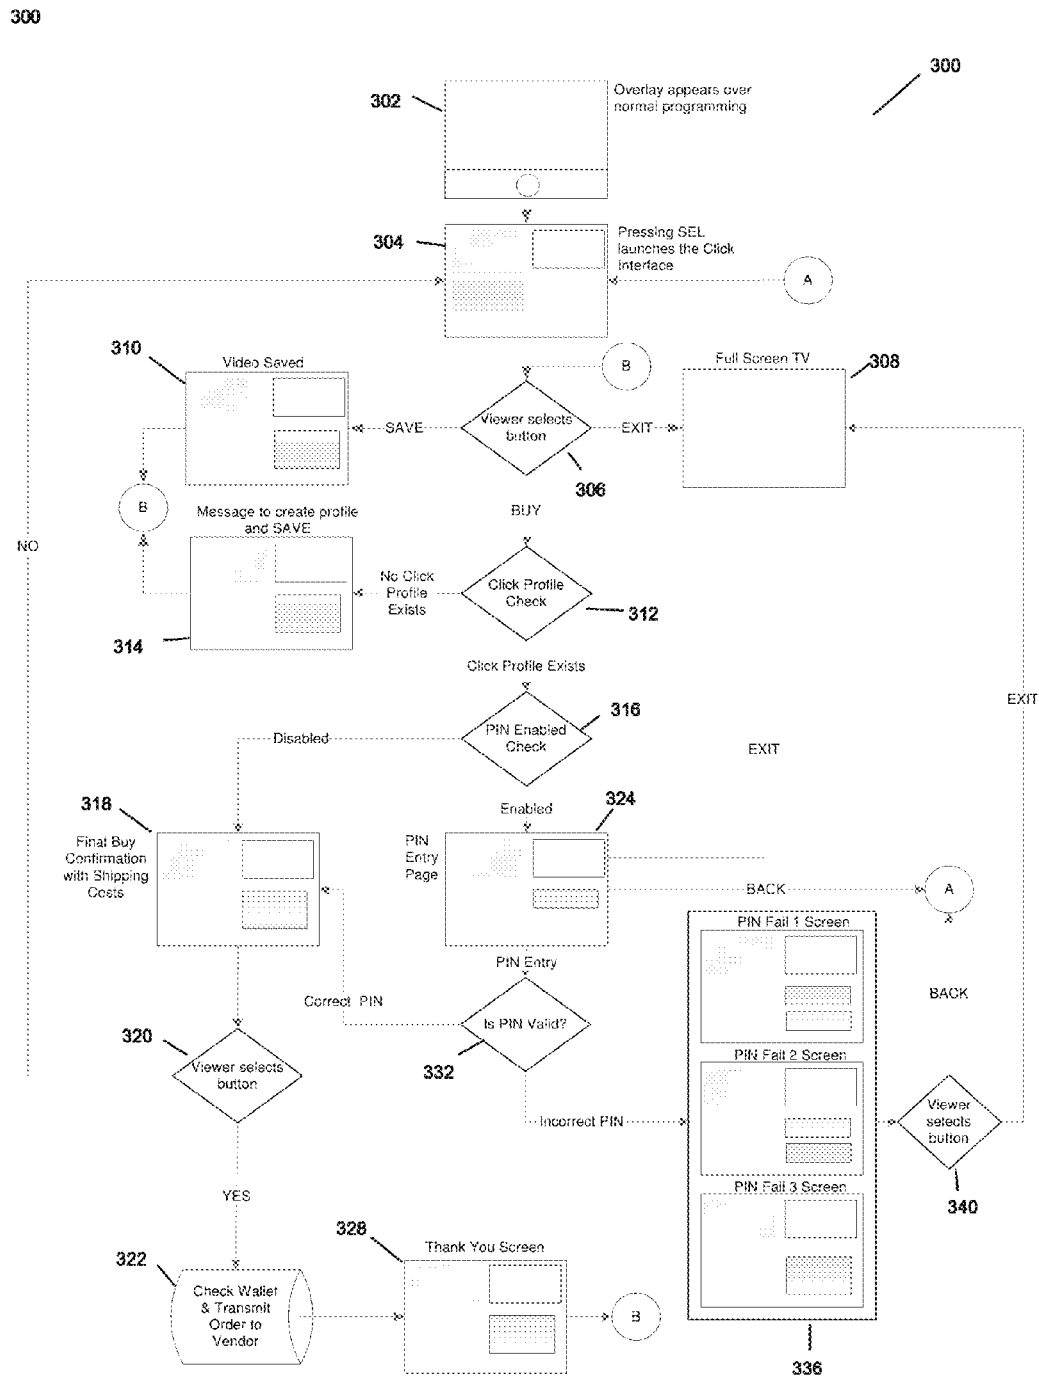 300
300
302
Overlay appears over
normal programming
304
Pressing SEL
launches the Click
interface
A
310
Video Saved
B
Full Screen TV
308
Viewer selects
button
SAVE
EXIT
306
B
Message to create profile
and SAVE
BUY
NO
No Click
Profile
Exists
Click Profile
Check
312
314
Click Profile Exists
EXIT
316
PIN Enabled
Check
Disabled
EXIT
318
Enabled
324
Final Buy
Confirmation
with Shipping
Costs
PIN
Entry
Page
BACK
A
PIN Fail 1 Screen
PIN Entry
BACK
Correct PIN
Is PIN Valid?
320
332
Viewer selects
button
PIN Fail 2 Screen
Incorrect PIN
Viewer
selects
button
PIN Fail 3 Screen
YES
340
328
Thank You Screen
322
Check Wallet
& Transmit
Order to
Vendor
B
336